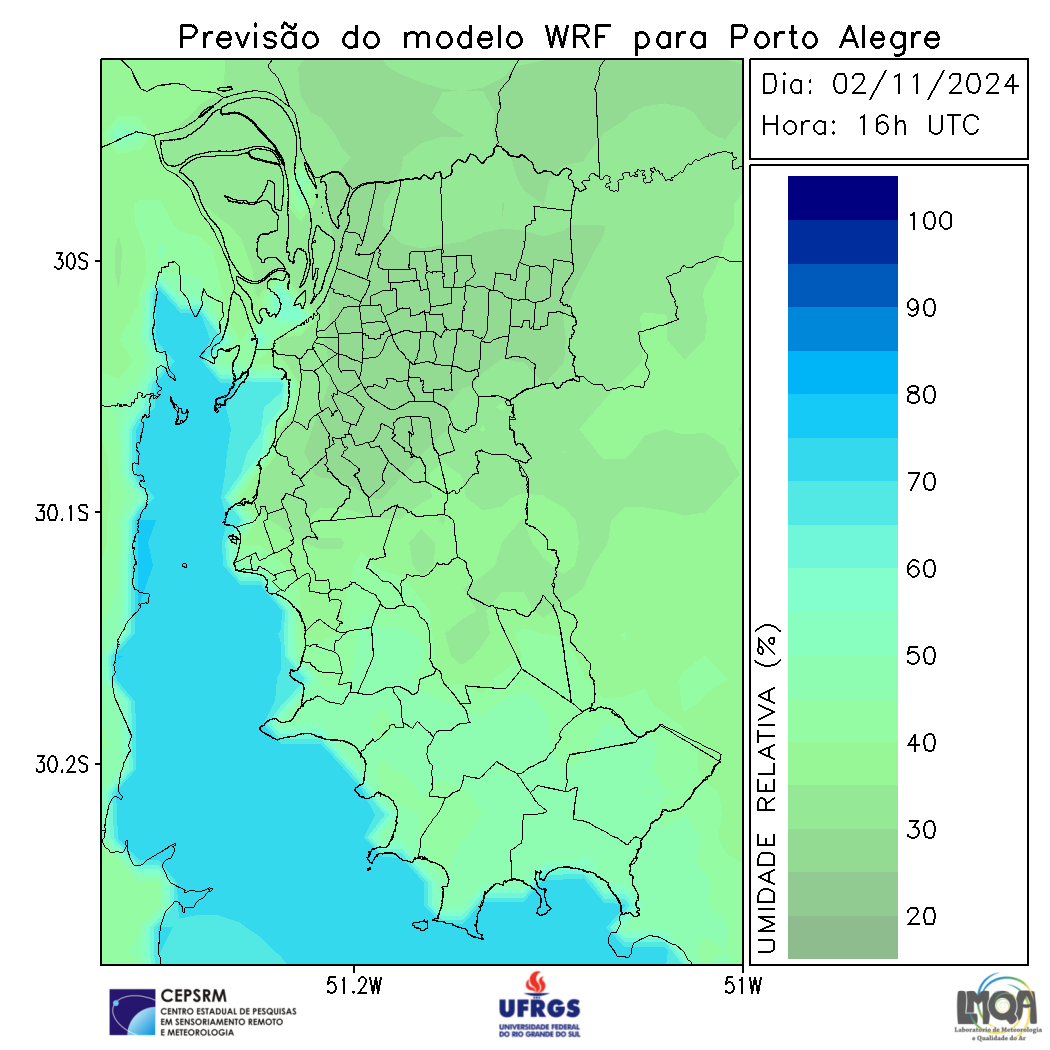 Previsão do modelo WRF para Porto Alegre
Dia: 02/11/2024
Hora: 16h UTC
100
90
80
70
60
50
40
30
20
UMIDADE RELATIVA (%)
30S
30.1S
30.2S
51.2W
51W
CEPSRM
CENTRO ESTADUAL DE PESQUISAS
EM SENSORIAMENTO REMOTO
E METEOROLOGIA
UFRGS
UNIVERSIDADE FEDERAL
DO RIO GRANDE DO SUL
LMQA
Laboratório de Meteorologia
e Qualidade do Ar